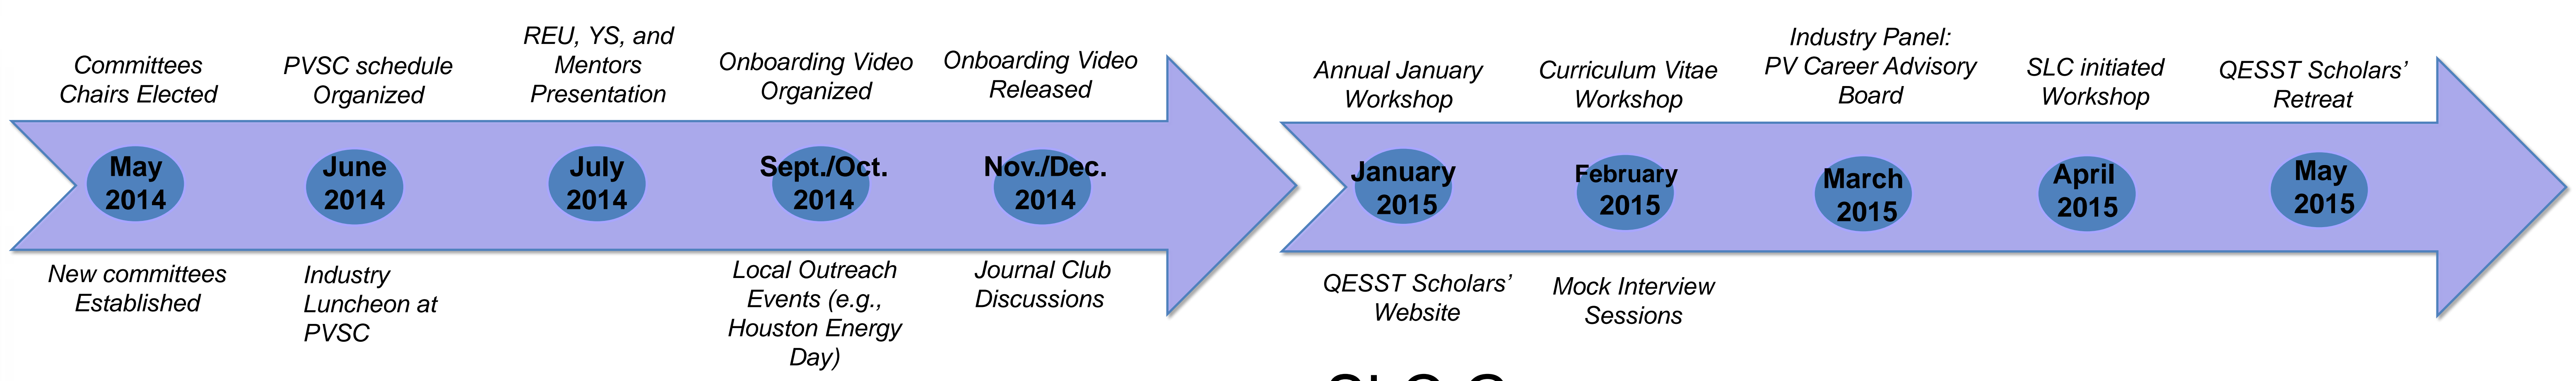 Committees
Chairs Elected
PVSC schedule
Organized
REU, YS, and
Mentors
Presentation
Onboarding Video
Organized
Onboarding Video
Released
May
2014
June
2014
July
2014
Sept./Oct.
2014
Nov./Dec.
2014
New committees
Established
Industry
Luncheon at
PVSC
Local Outreach
Events (e.g.,
Houston Energy
Day)
Journal Club
Discussions
Annual January
Workshop
Curriculum Vitae
Workshop
Industry Panel:
PV Career Advisory
Board
SLC initiated
Workshop
QESST Scholars’
Retreat
January
2015
February
2015
March
2015
April
2015
May
2015
QESST Scholars’
Website
Mock Interview
Sessions